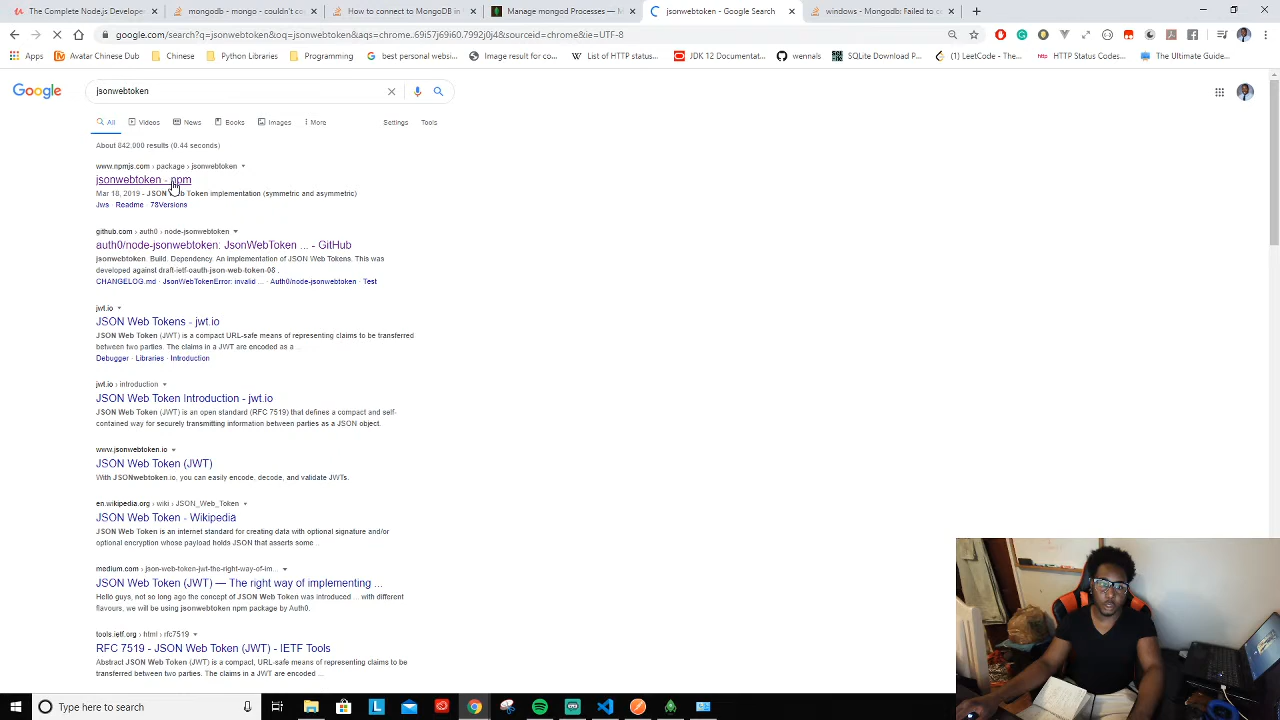 The Complete Node.js Develope
mongodb - mongo - couldn't co
How to connect to MongoDB in
Manage mongod Processes — M
jsonwebtoken - Google Search
windows - Mongodb: Failed to c
google.com/search?q=jsonwebtoken&oq=jsonwebtoken&aqs=chrome..69i57j69i60.7992j0j4&sourceid=chrome&ie=UTF-8
Apps
Avatar Chinese Dub
Python Libraries
Programming
best personal websi...
List of HTTP status...
JDK 12 Documentati...
wennals
SQLite Download P...
(1) LeetCode - The...
HTTP Status Codes...
The Ultimate Guide...
Google
jsonwebtoken
All
Videos
News
Books
Images
More
Settings
Tools
About 842,000 results (0.44 seconds)
www.npmjs.com › package › jsonwebtoken
jsonwebtoken - npm
Mar 18, 2019 - JSON Web Token implementation (symmetric and asymmetric)
Jws · Readme · 78Versions
github.com › auth0 › node-jsonwebtoken
auth0/node-jsonwebtoken: JsonWebToken ... - GitHub
jsonwebtoken. Build. Dependency. An implementation of JSON Web Tokens. This was
developed against draft-ietf-oauth-json-web-token-08 .
CHANGELOG.md · JsonWebTokenError: invalid ... · Auth0/node-jsonwebtoken · Test
jwt.io
JSON Web Tokens - jwt.io
JSON Web Token (JWT) is a compact URL-safe means of representing claims to be transferred
between two parties. The claims in a JWT are encoded as a ...
Debugger · Libraries · Introduction
jwt.io › introduction
JSON Web Token Introduction - jwt.io
JSON Web Token (JWT) is an open standard (RFC 7519) that defines a compact and self-
contained way for securely transmitting information between parties as a JSON object.
www.jsonwebtoken.io
JSON Web Token (JWT)
With JSONwebtoken.io, you can easily encode, decode, and validate JWTs.
en.wikipedia.org › wiki › JSON_Web_Token
JSON Web Token - Wikipedia
JSON Web Token is an internet standard for creating data with optional signature and/or
optional encryption whose payload holds JSON that asserts some ...
medium.com › json-web-token-jwt-the-right-way-of-im...
JSON Web Token (JWT) — The right way of implementing ...
Hello guys, not so long ago the concept of JSON Web Token was introduced ... with different
flavours. we will be using jsonwebtoken npm package by Auth0.
tools.ietf.org › html › rfc7519
RFC 7519 - JSON Web Token (JWT) - IETF Tools
Abstract JSON Web Token (JWT) is a compact, URL-safe means of representing claims to be
transferred between two parties. The claims in a JWT are encoded ...
Type here to search